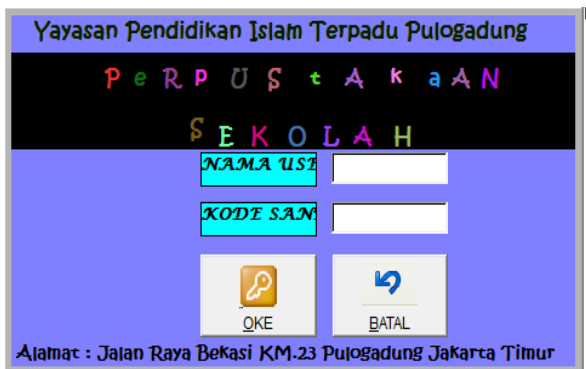 Yayasan Pendidikan Islam Terpadu Pulogadung
PeRPUStAkaAN
SEKOLAH
NAMA USE
KODE SAN
OKE
BATAL
Alamat : Jalan Raya Bekasi KM.23 Pulogadung Jakarta Timur